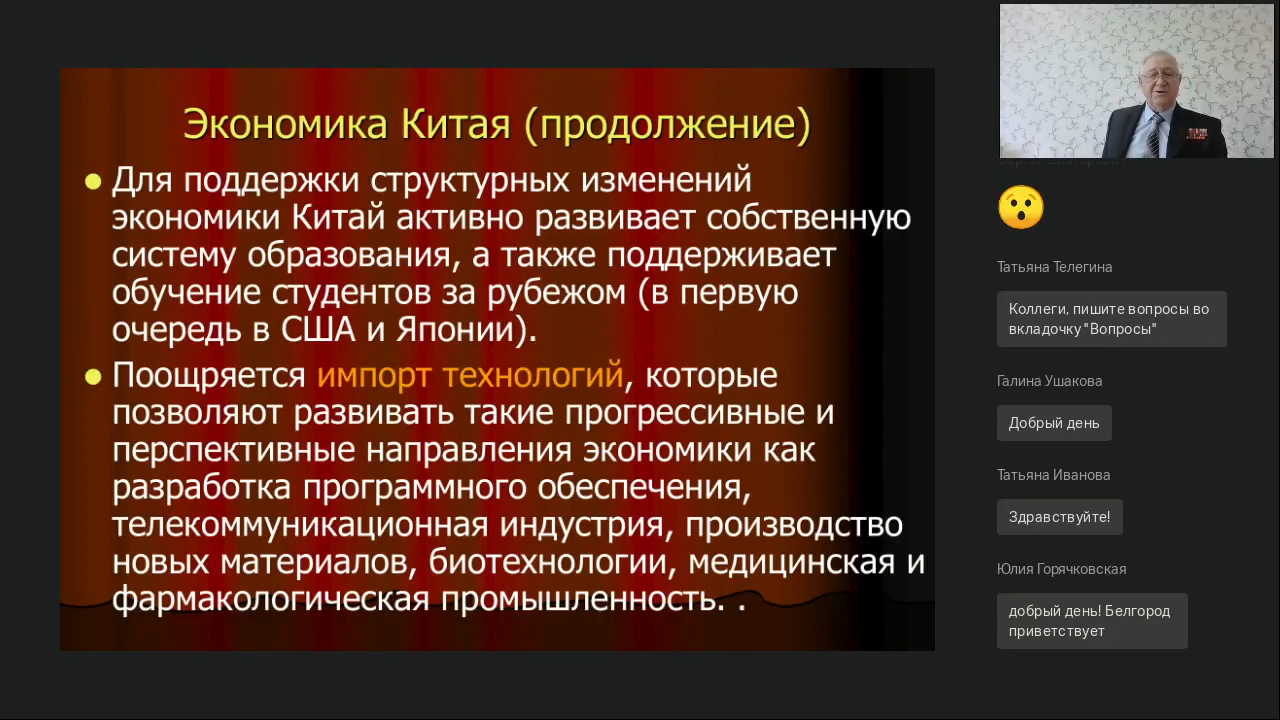 Экономика Китая (продолжение)
Для поддержки структурных изменений
экономики Китай активно развивает собственную
систему образования, а также поддерживает
обучение студентов за рубежом (в первую
очередь в США и Японии).
Поощряется импорт технологий, которые
позволяют развивать такие прогрессивные и
перспективные направления экономики как
разработка программного обеспечения,
телекоммуникационная индустрия, производство
новых материалов, биотехнологии, медицинская и
фармакологическая промышленность. .
Татьяна Телегина
Коллеги, пишите вопросы во
вкладочку "Вопросы"
Галина Ушакова
Добрый день
Татьяна Иванова
Здравствуйте!
Юлия Горячковская
добрый день! Белгород
приветствует